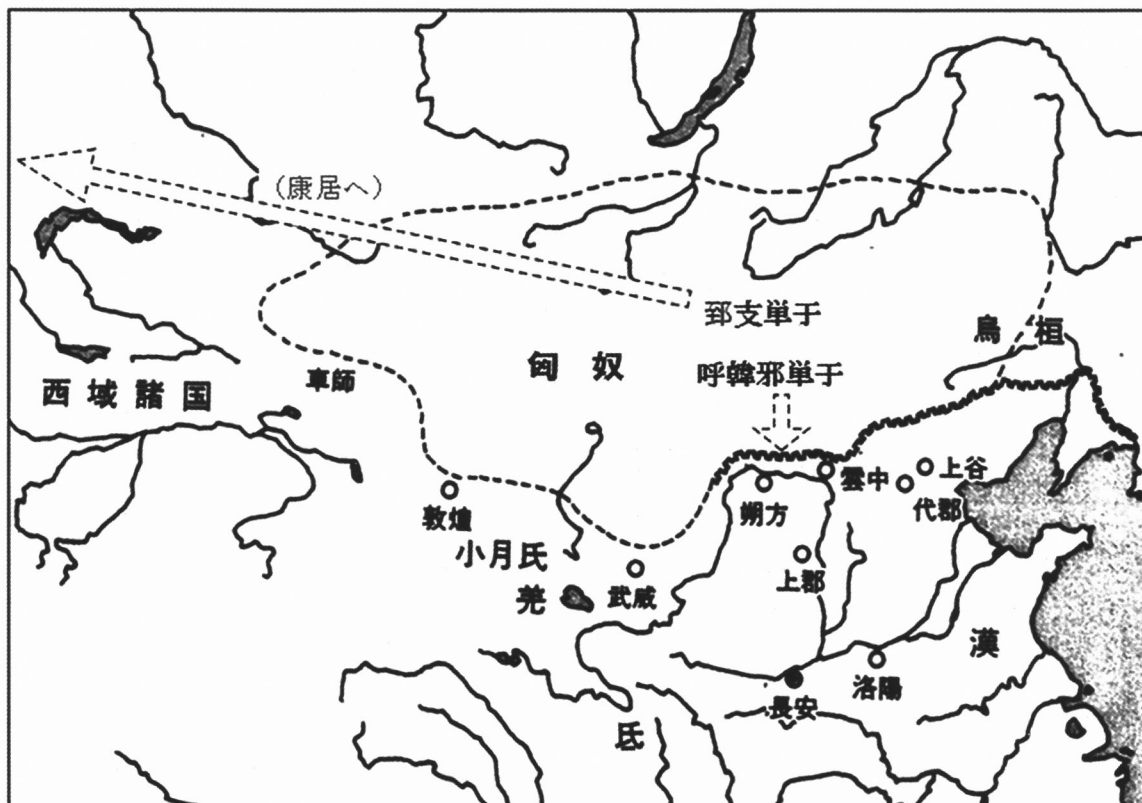 (康居へ)
郅支単于
烏桓
匈奴
呼韓邪単于
車師
西域諸国
上谷
雲中
代郡
敦煌
朔方
小月氏
上郡
羌
武威
漢
洛陽
長安
氐